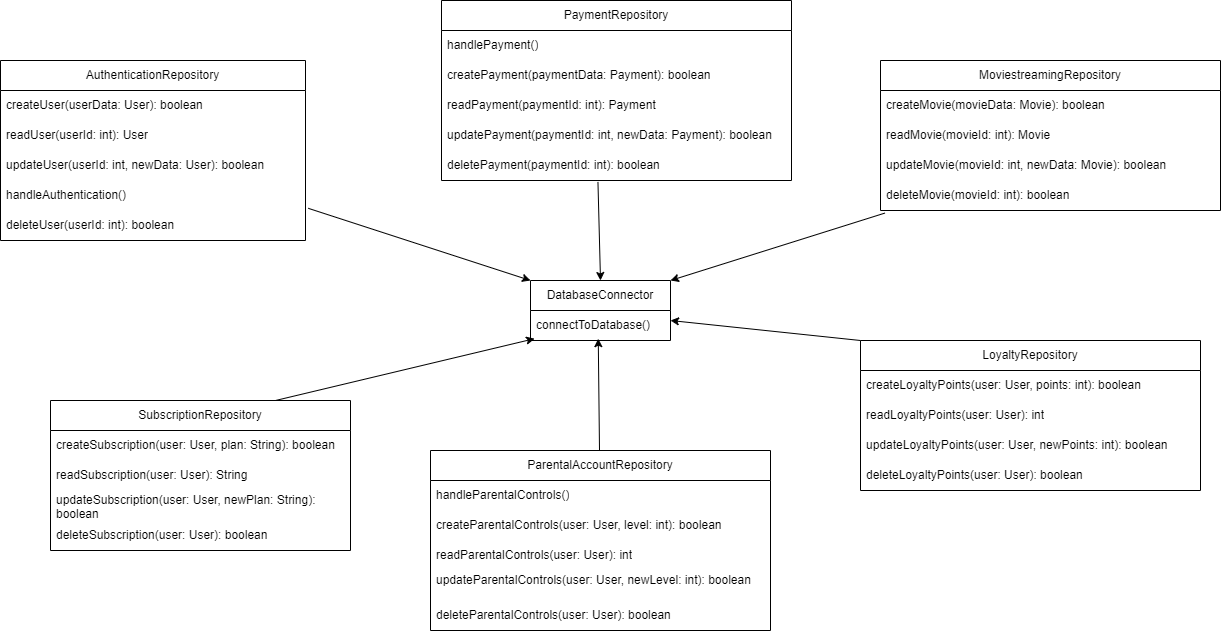 PaymentRepository
handlePayment()
createPayment(paymentData: Payment): boolean
readPayment(paymentId: int): Payment
updatePayment(paymentId: int, newData: Payment): boolean
deletePayment(paymentId: int): boolean
AuthenticationRepository
createUser(userData: User): boolean
readUser(userId: int): User
updateUser(userId: int, newData: User): boolean
handleAuthentication()
deleteUser(userId: int): boolean
MoviestreamingRepository
createMovie(movieData: Movie): boolean
readMovie(movieId: int): Movie
updateMovie(movieId: int, newData: Movie): boolean
deleteMovie(movieId: int): boolean
DatabaseConnector
connectToDatabase()
LoyaltyRepository
createLoyaltyPoints(user: User, points: int): boolean
readLoyaltyPoints(user: User): int
updateLoyaltyPoints(user: User, newPoints: int): boolean
deleteLoyaltyPoints(user: User): boolean
SubscriptionRepository
createSubscription(user: User, plan: String): boolean
readSubscription(user: User): String
updateSubscription(user: User, newPlan: String):
boolean
deleteSubscription(user: User): boolean
ParentalAccountRepository
handleParentalControls()
createParentalControls(user: User, level: int): boolean
readParentalControls(user: User): int
updateParentalControls(user: User, newLevel: int): boolean
deleteParentalControls(user: User): boolean